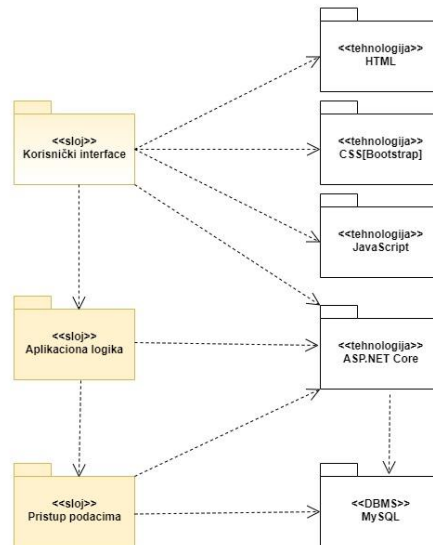 <<tehnologija>>
HTML
<<sloj>>
Korisnički interface
<<tehnologija>>
CSS[Bootstrap]
<<tehnologija>>
JavaScript
<<sloj>>
Aplikaciona logika
<<tehnologija>>
ASP.NET Core
<<sloj>>
Pristup podacima
<<DBMS>>
MySQL